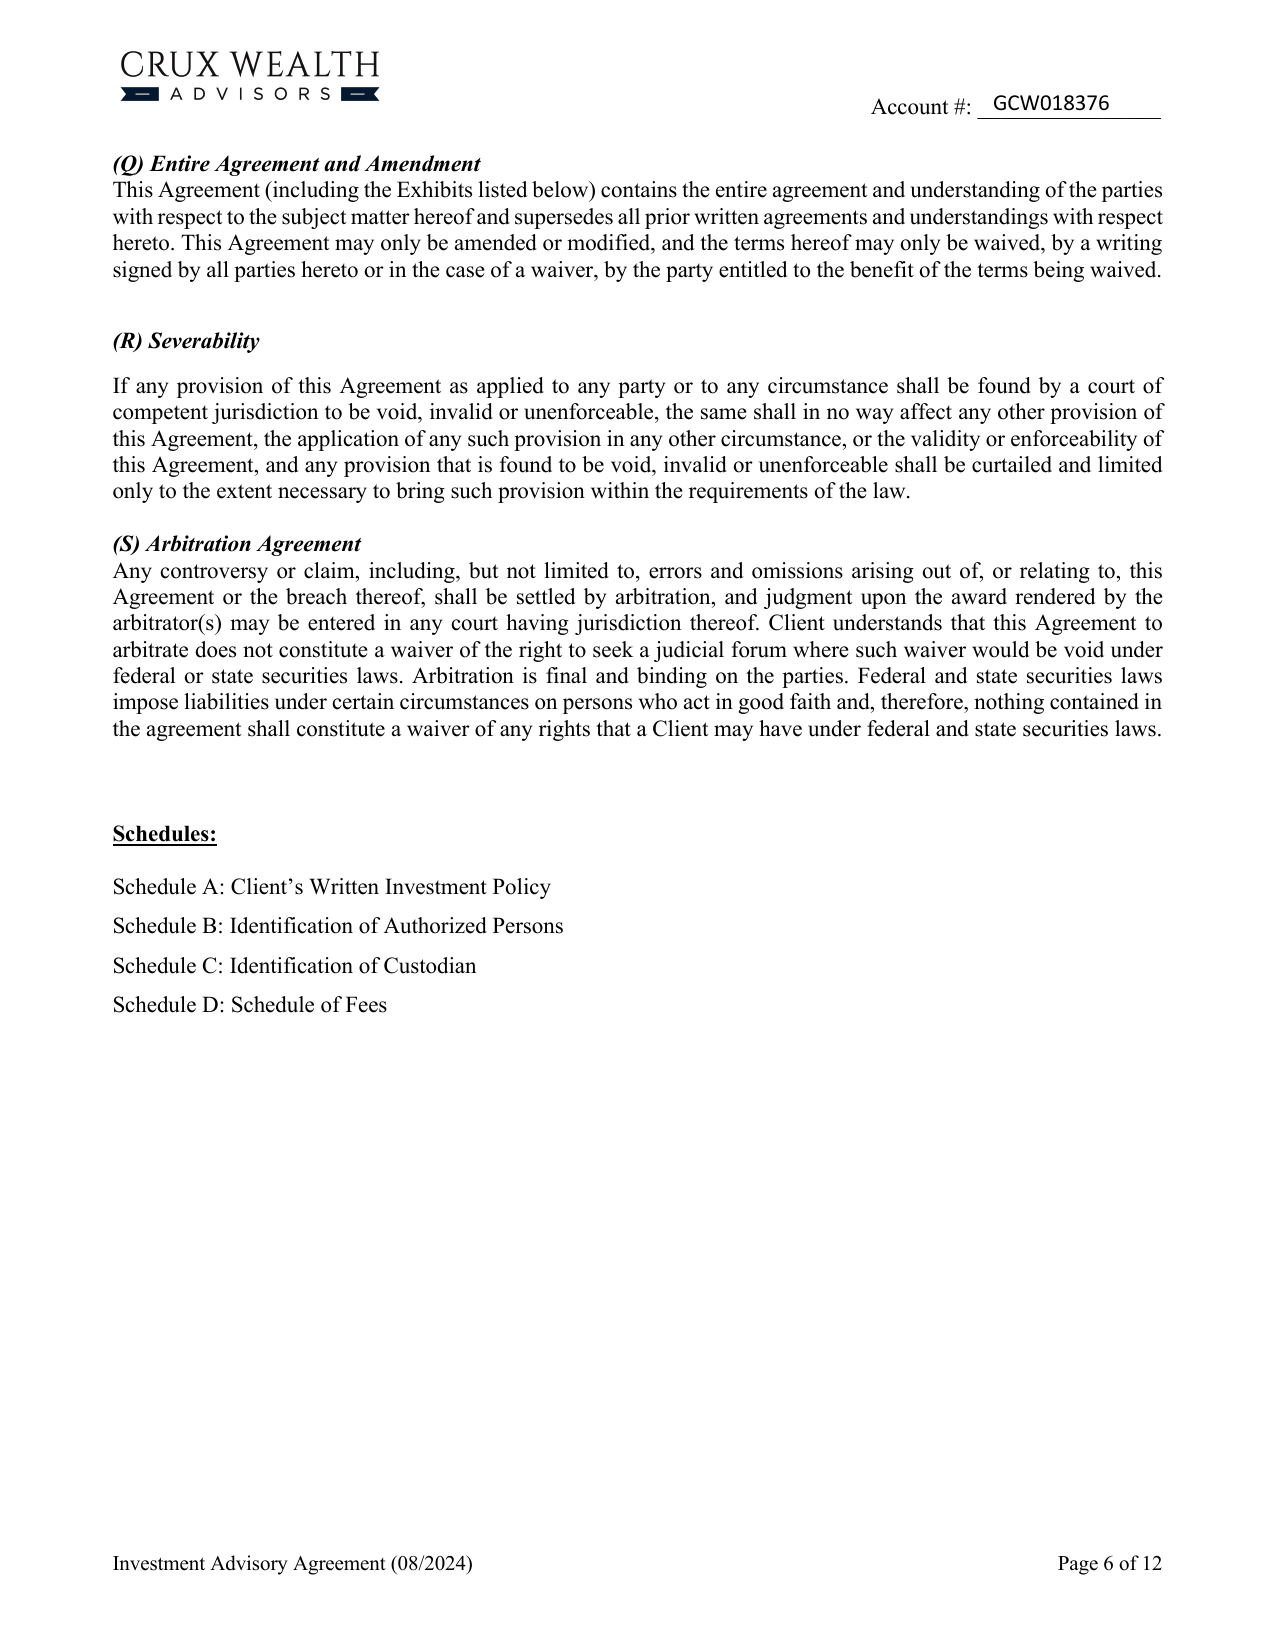 CRUX WEALTH
ADVISORS
Account #: GCW018376
(Q) Entire Agreement and Amendment
This Agreement (including the Exhibits listed below) contains the entire agreement and understanding of the parties
with respect to the subject matter hereof and supersedes all prior written agreements and understandings with respect
hereto. This Agreement may only be amended or modified, and the terms hereof may only be waived, by a writing
signed by all parties hereto or in the case of a waiver, by the party entitled to the benefit of the terms being waived.
(R) Severability
If any provision of this Agreement as applied to any party or to any circumstance shall be found by a court of
competent jurisdiction to be void, invalid or unenforceable, the same shall in no way affect any other provision of
this Agreement, the application of any such provision in any other circumstance, or the validity or enforceability of
this Agreement, and any provision that is found to be void, invalid or unenforceable shall be curtailed and limited
only to the extent necessary to bring such provision within the requirements of the law.
(S) Arbitration Agreement
Any controversy or claim, including, but not limited to, errors and omissions arising out of, or relating to, this
Agreement or the breach thereof, shall be settled by arbitration, and judgment upon the award rendered by the
arbitrator(s) may be entered in any court having jurisdiction thereof. Client understands that this Agreement to
arbitrate does not constitute a waiver of the right to seek a judicial forum where such waiver would be void under
federal or state securities laws. Arbitration is final and binding on the parties. Federal and state securities laws
impose liabilities under certain circumstances on persons who act in good faith and, therefore, nothing contained in
the agreement shall constitute a waiver of any rights that a Client may have under federal and state securities laws.
Schedules:
Schedule A: Client’s Written Investment Policy
Schedule B: Identification of Authorized Persons
Schedule C: Identification of Custodian
Schedule D: Schedule of Fees
Investment Advisory Agreement (08/2024)
Page 6 of 12